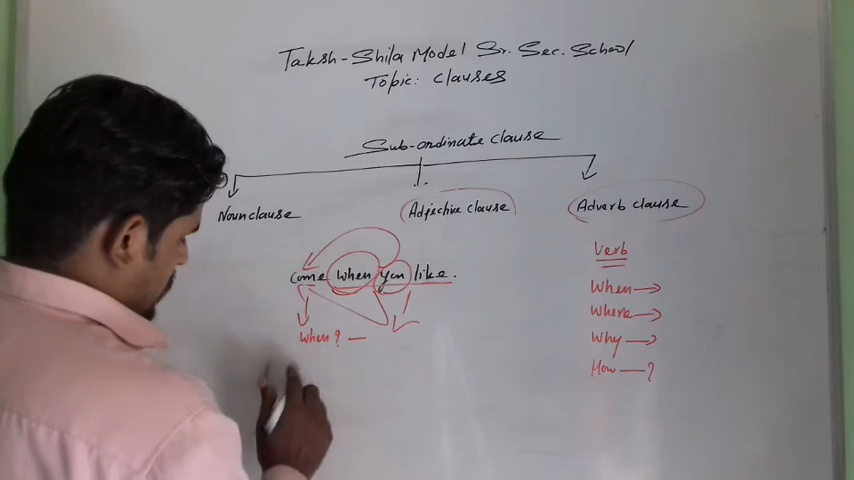 Taksh-Shila Model Sr. Sec. School
Topic: clauses
Sub-ordinate clause
Noun clause
Adjective clause
Adverb clause
come when you like.
When? —
Verb
When →
Where →
Why →
How — ?